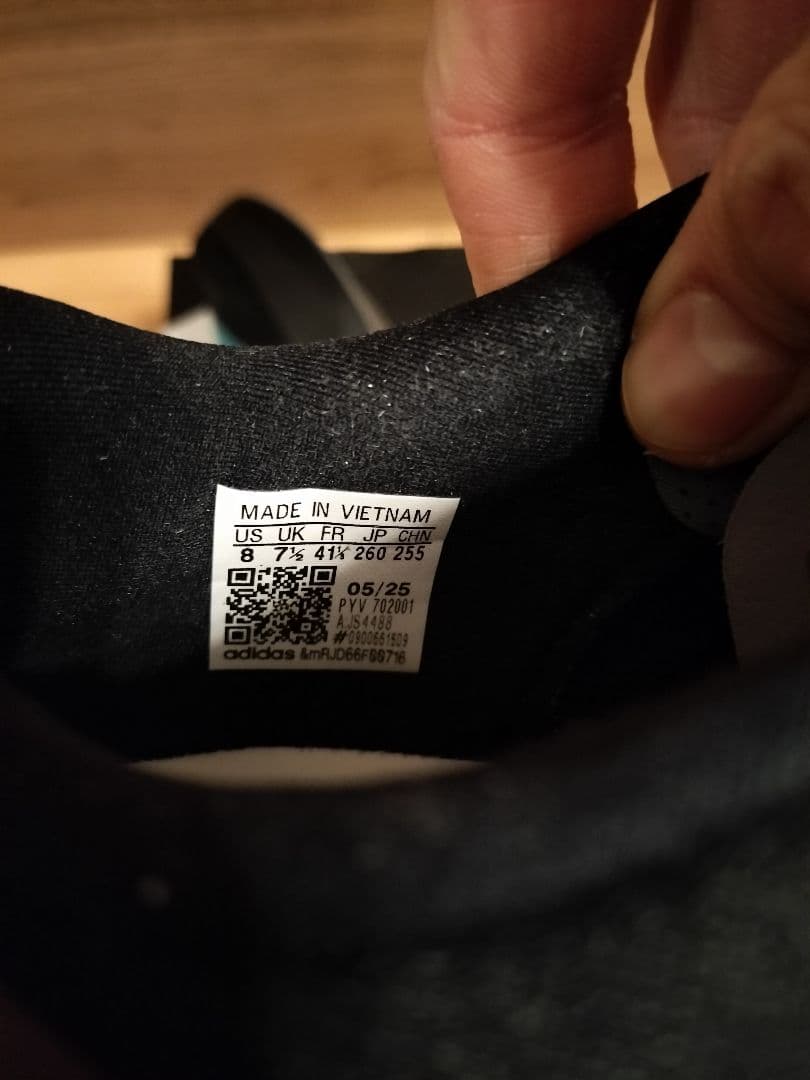 MADE IN VIETNAM
US UK FR JP CHN
8 7½ 41⅓ 260 255
05/25
PYV 702001
AJS4488
#0900661809
adidas